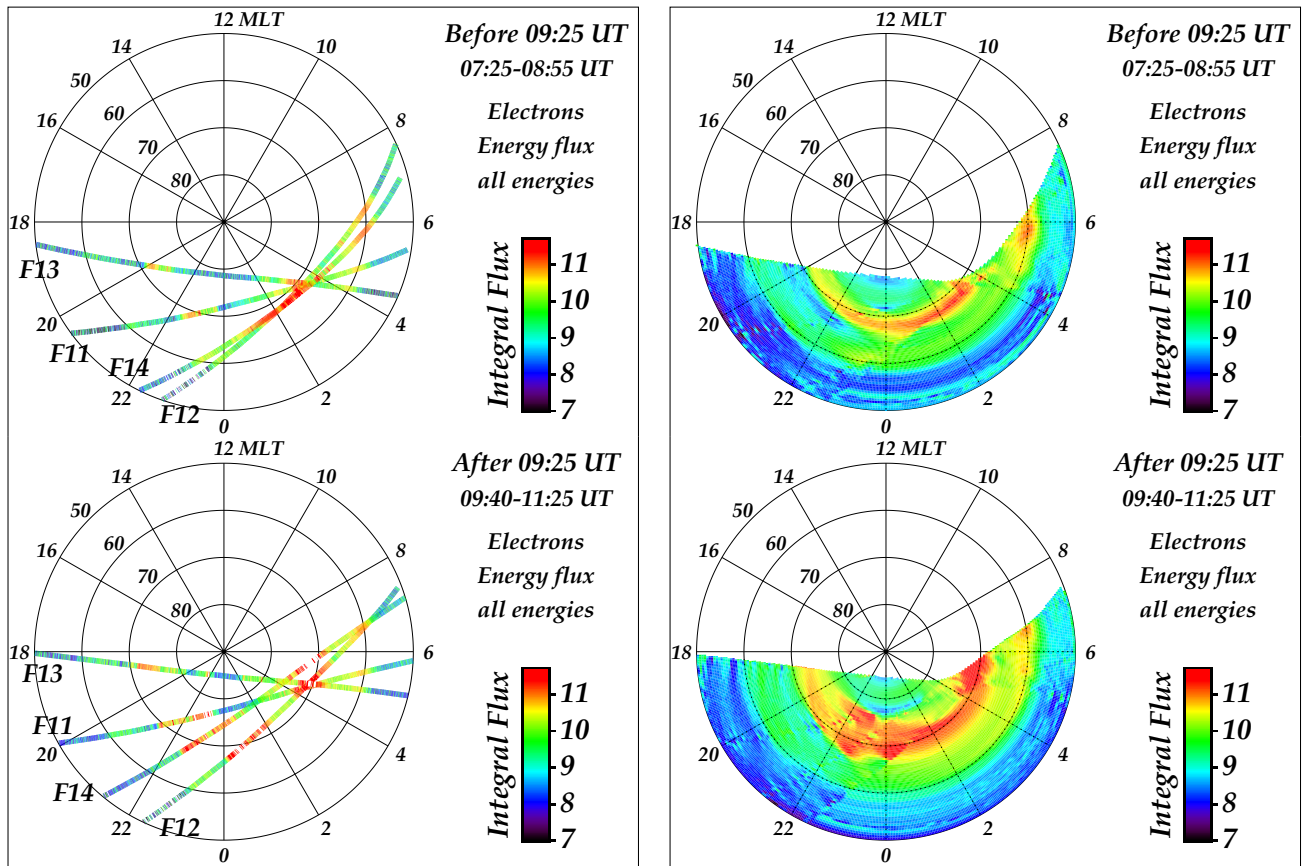 12 MLT
14
10
50
60
16
8
70
80
18
6
F13
20
4
F11
F14
22
2
F12
0
Before 09:25 UT
07:25-08:55 UT
Electrons
Energy flux
all energies
Integral Flux
11
10
9
8
7
12 MLT
14
10
50
60
16
8
70
80
18
6
20
4
22
2
0
Before 09:25 UT
07:25-08:55 UT
Electrons
Energy flux
all energies
Integral Flux
11
10
9
8
7
12 MLT
14
10
50
60
16
8
70
80
18
6
F13
F11
20
4
F14
22
F12
2
0
After 09:25 UT
09:40-11:25 UT
Electrons
Energy flux
all energies
Integral Flux
11
10
9
8
7
12 MLT
14
10
50
60
16
8
70
80
18
6
20
4
22
2
0
After 09:25 UT
09:40-11:25 UT
Electrons
Energy flux
all energies
Integral Flux
11
10
9
8
7